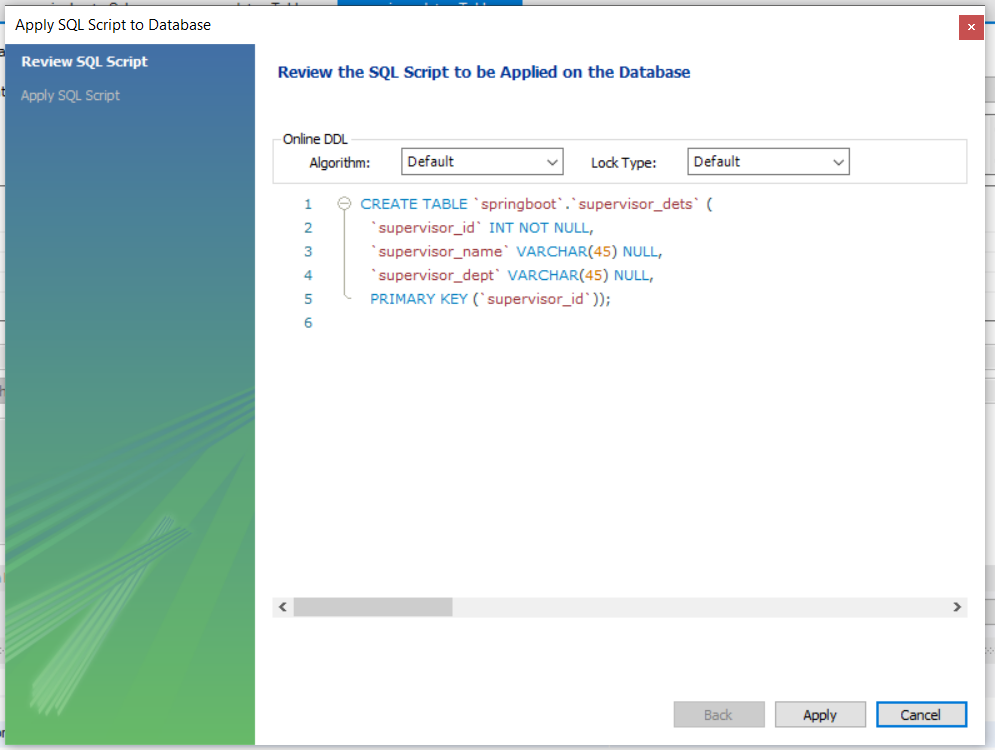 Apply SQL Script to Database
Review SQL Script
Apply SQL Script
Review the SQL Script to be Applied on the Database
Online DDL
Algorithm: Default Lock Type: Default
1 CREATE TABLE `springboot`.`supervisor_dets` (
2 `supervisor_id` INT NOT NULL,
3 `supervisor_name` VARCHAR(45) NULL,
4 `supervisor_dept` VARCHAR(45) NULL,
5 PRIMARY KEY (`supervisor_id`));
6
Back Apply Cancel